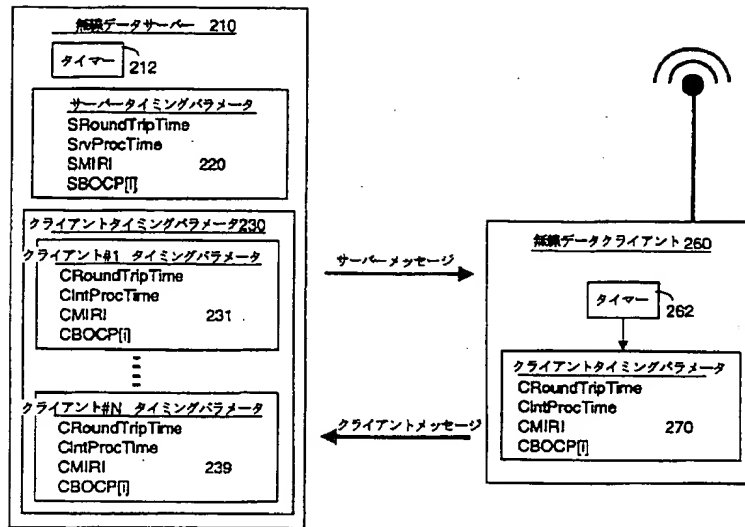 無線データサーバー 210
タイマー
212
サーバータイミングパラメータ
SRoundTripTime
SrvProcTime
SMIRI 220
SBOCP[i]
クライアントタイミングパラメータ230
クライアント#1 タイミングパラメータ
CRoundTripTime
ClntProcTime
CMIRI 231
CBOCP[i]
クライアント#N タイミングパラメータ
CRoundTripTime
ClntProcTime
CMIRI 239
CBOCP[i]
サーバーメッセージ
クライアントメッセージ
無線データクライアント 260
タイマー
262
クライアントタイミングパラメータ
CRoundTripTime
ClntProcTime
CMIRI 270
CBOCP[i]